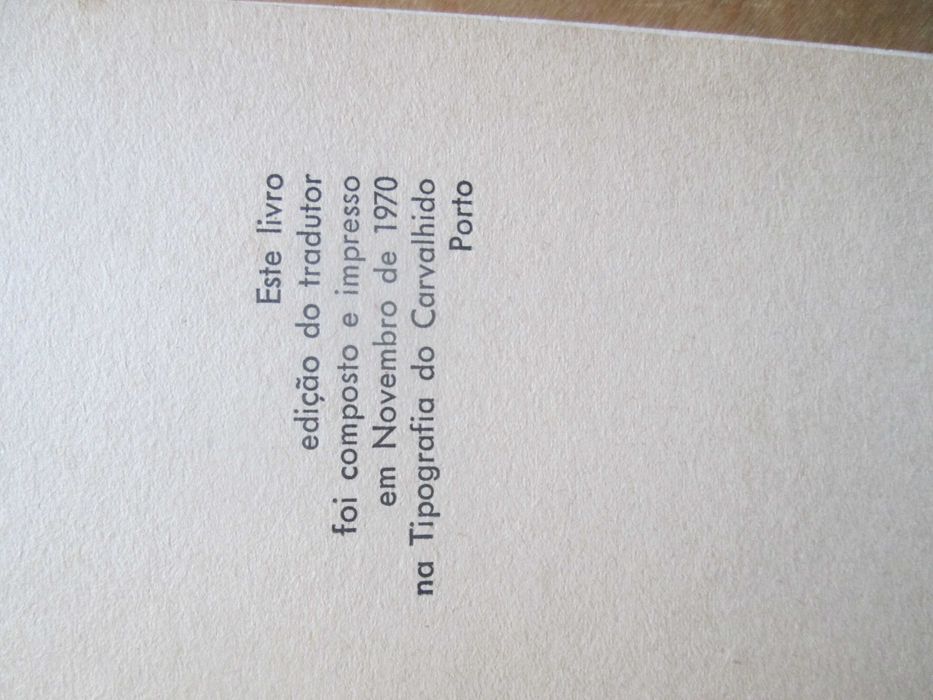 Este livro
edição do tradutor
foi composto e impresso
em Novembro de 1970
na Tipografia do Carvalhido
Porto